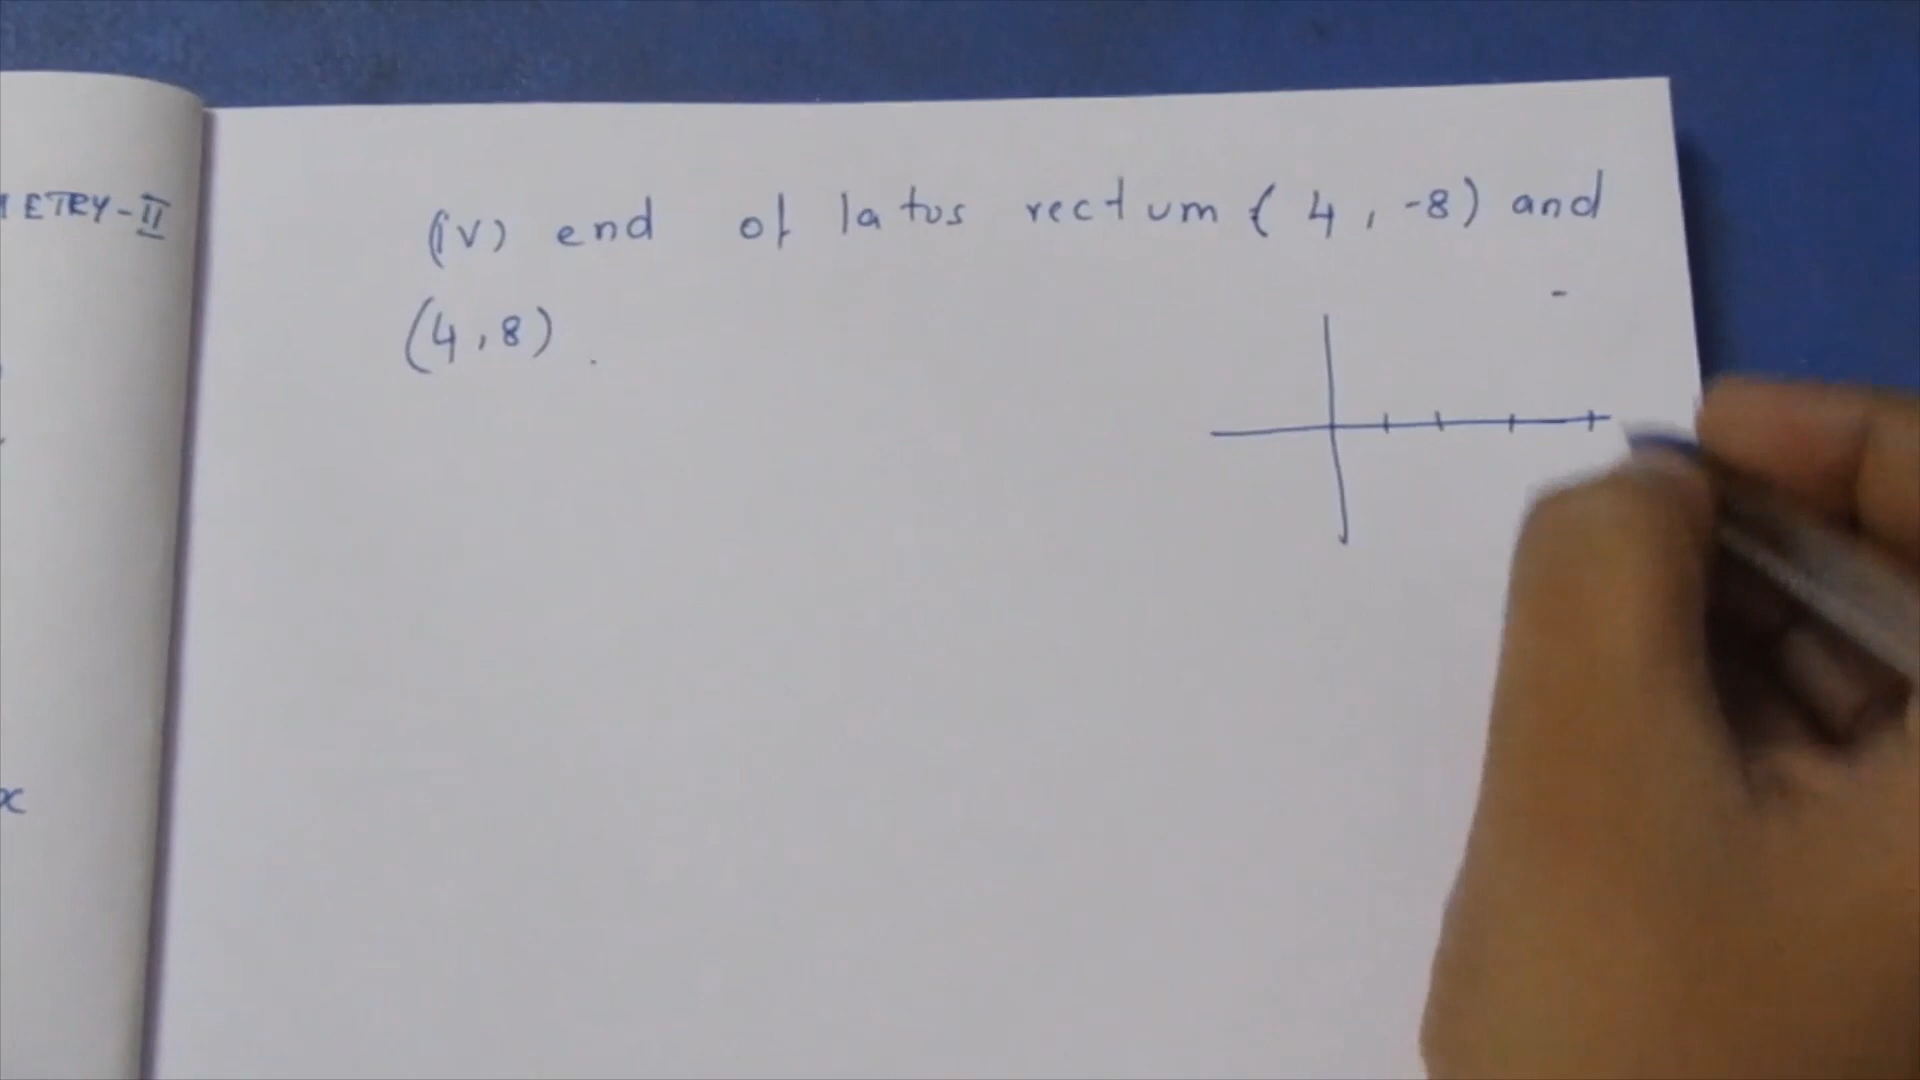 ETRY-II
(iv) end of latus rectum (4, -8) and
(4,8).
x